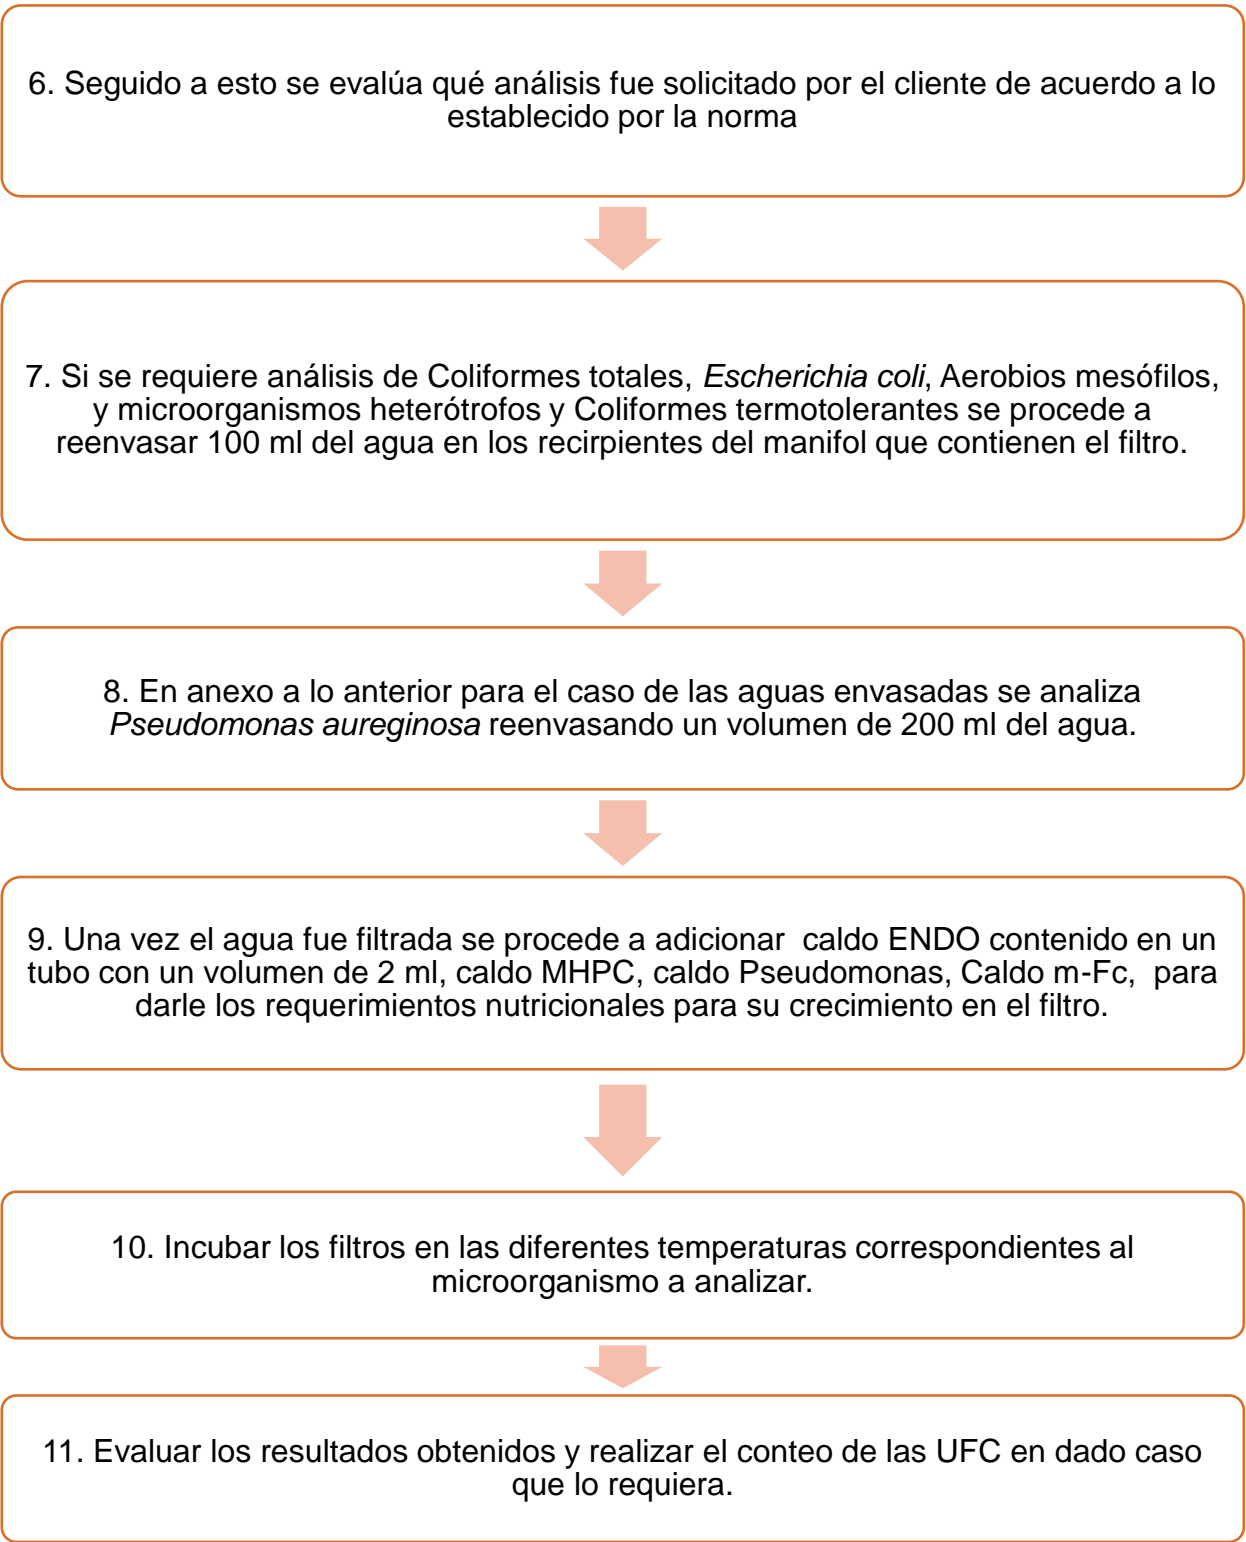 6. Seguido a esto se evalúa qué análisis fue solicitado por el cliente de acuerdo a lo
establecido por la norma
7. Si se requiere análisis de Coliformes totales, Escherichia coli, Aerobios mesófilos,
y microorganismos heterótrofos y Coliformes termotolerantes se procede a
reenvasar 100 ml del agua en los recirpientes del manifol que contienen el filtro.
8. En anexo a lo anterior para el caso de las aguas envasadas se analiza
Pseudomonas aureginosa reenvasando un volumen de 200 ml del agua.
9. Una vez el agua fue filtrada se procede a adicionar  caldo ENDO contenido en un
tubo con un volumen de 2 ml, caldo MHPC, caldo Pseudomonas, Caldo m-Fc,  para
darle los requerimientos nutricionales para su crecimiento en el filtro.
10. Incubar los filtros en las diferentes temperaturas correspondientes al
microorganismo a analizar.
11. Evaluar los resultados obtenidos y realizar el conteo de las UFC en dado caso
que lo requiera.